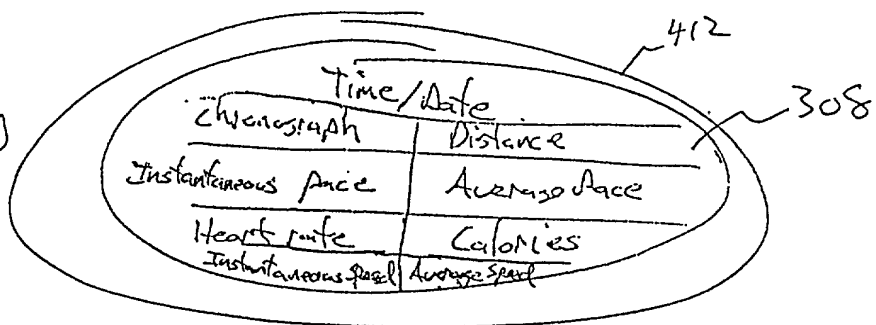 412
Time/Date
308
Chronograph Distance
Instantaneous Pace Average Pace
Heart rate Calories
Instantaneous Speed Average Speed